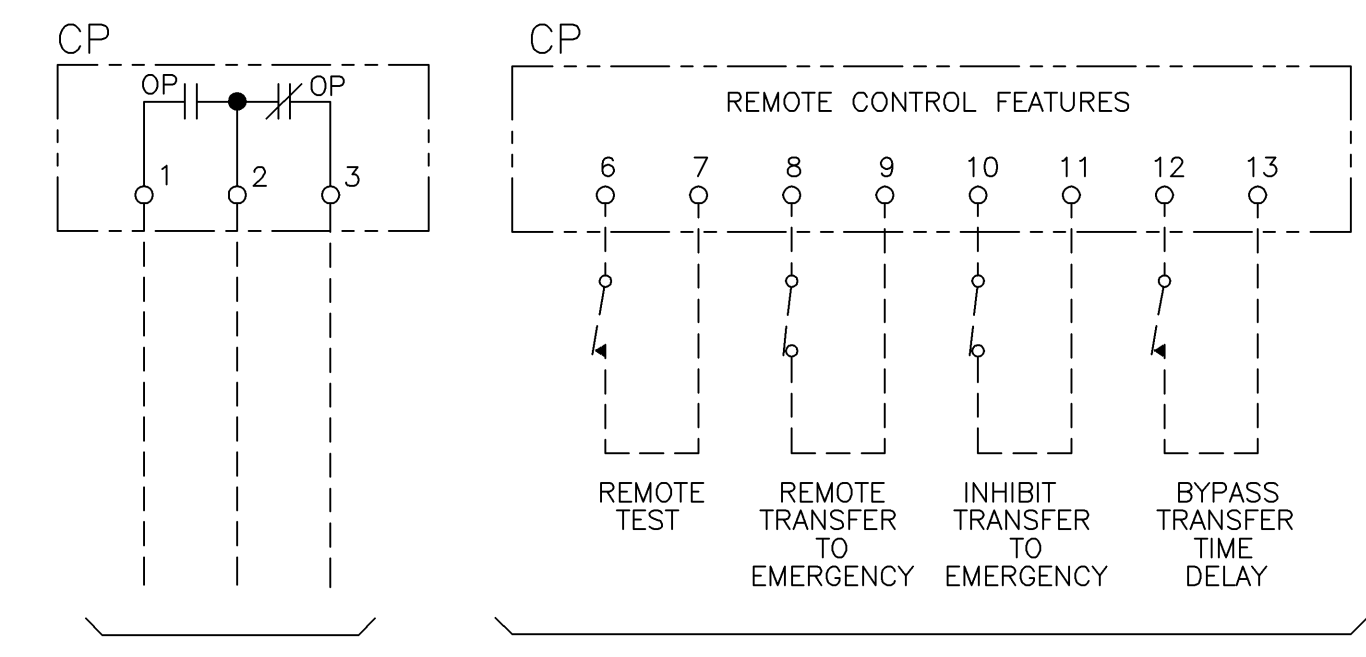 CP
OP
OP
1
2
3
CP
REMOTE CONTROL FEATURES
6 7 8 9 10 11 12 13
REMOTE
TEST
REMOTE
TRANSFER
TO
EMERGENCY
INHIBIT
TRANSFER
TO
EMERGENCY
BYPASS
TRANSFER
TIME
DELAY